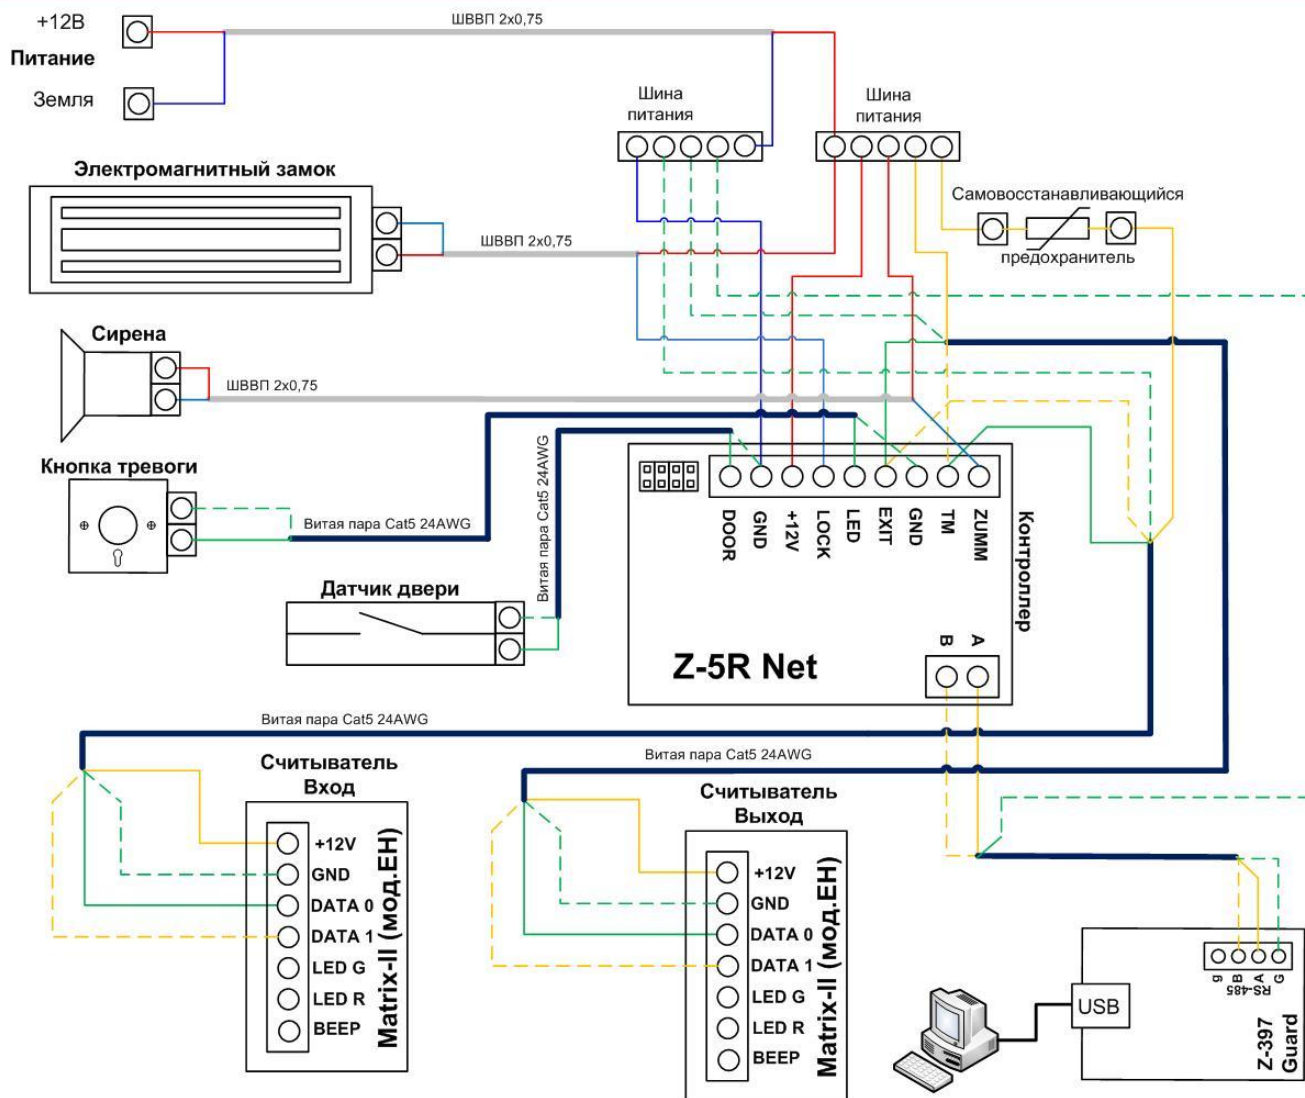 +12В
ШВВП 2x0,75
Питание
Земля
Шина
питания
Шина
питания
Электромагнитный замок
Самовосстанавливающийся
предохранитель
ШВВП 2x0,75
Сирена
ШВВП 2x0,75
Кнопка тревоги
Витая пара Cat5 24AWG
Витая пара Cat5 24AWG
Датчик двери
DOOR
GND
+12V
LOCK
LED
EXIT
GND
TM
ZUMM
Контроллер
B
A
Z-5R Net
Витая пара Cat5 24AWG
Витая пара Cat5 24AWG
Считыватель
Вход
+12V
GND
DATA 0
DATA 1
LED G
LED R
BEEP
Matrix-II (мод.EH)
Считыватель
Выход
+12V
GND
DATA 0
DATA 1
LED G
LED R
BEEP
Matrix-II (мод.EH)
USB
g
B
A
G
RS-485
Z-397
Guard